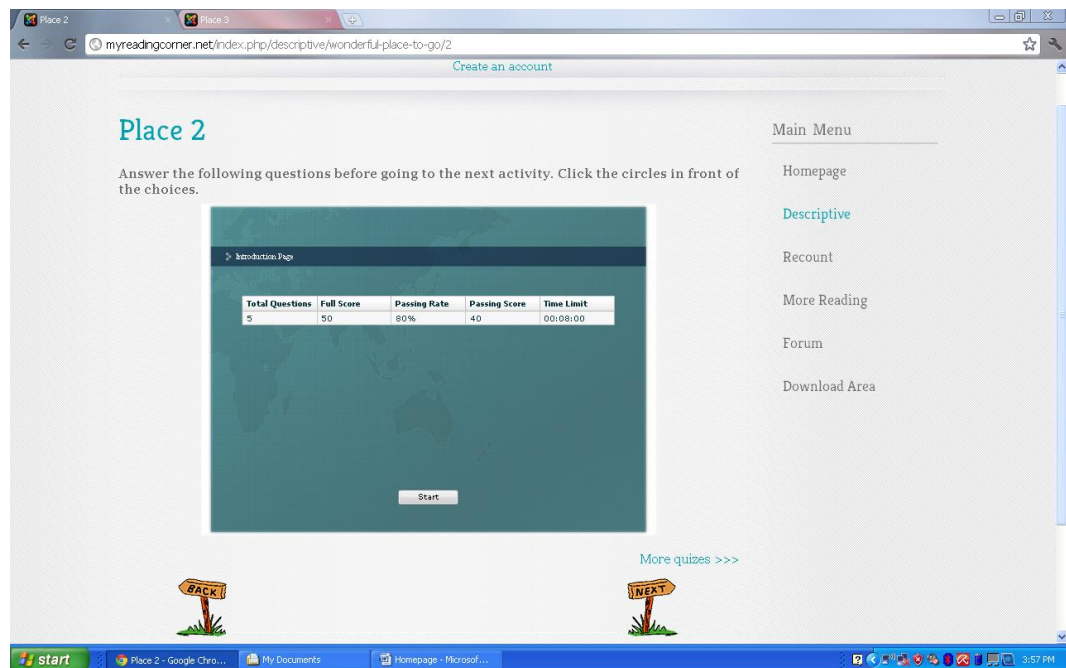 Place 2
Place 3
myreadingcorner.net/index.php/descriptive/wonderful-place-to-go/2
Create an account
Place 2
Answer the following questions before going to the next activity. Click the circles in front of
the choices.
Introduction Page
Total Questions Full Score Passing Rate Passing Score Time Limit
5 50 80% 40 00:08:00
Start
More quizes >>>
BACK
NEXT
Main Menu
Homepage
Descriptive
Recount
More Reading
Forum
Download Area
start
Place 2 - Google Chro...
My Documents
Homepage - Microsof...
3:57 PM